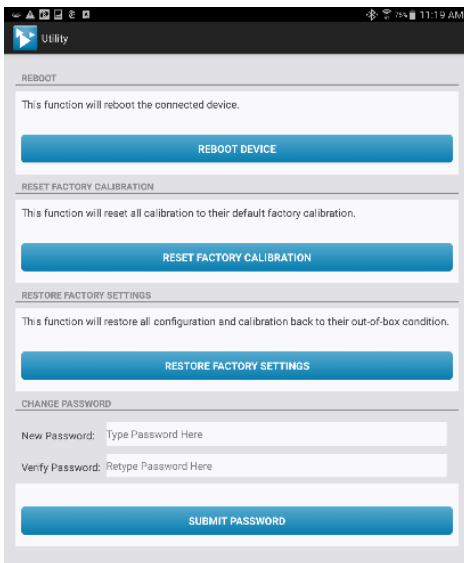 75% 11:19 AM
Utility
REBOOT
This function will reboot the connected device.
REBOOT DEVICE
RESET FACTORY CALIBRATION
This function will reset all calibration to their default factory calibration.
RESET FACTORY CALIBRATION
RESTORE FACTORY SETTINGS
This function will restore all configuration and calibration back to their out-of-box condition.
RESTORE FACTORY SETTINGS
CHANGE PASSWORD
New Password: Type Password Here
Verify Password: Retype Password Here
SUBMIT PASSWORD